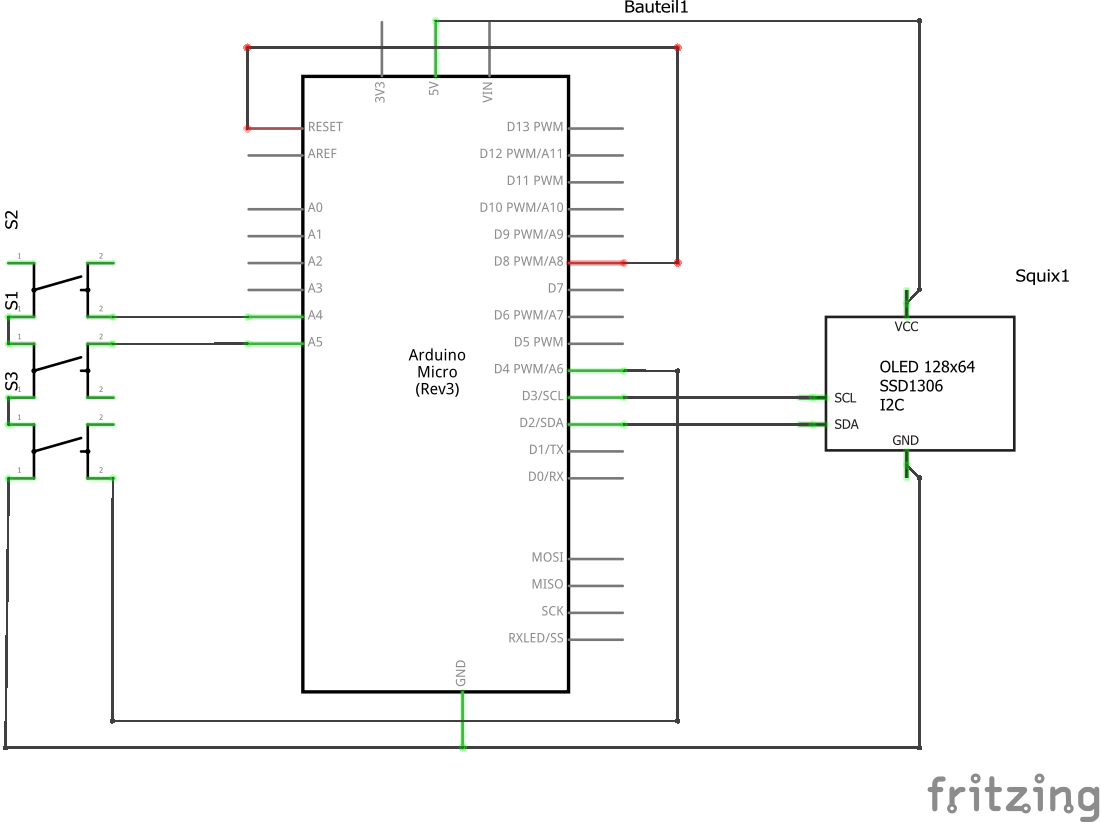 Bauteil1
3V3
5V
VIN
RESET
AREF
A0
A1
A2
A3
A4
A5
D13 PWM
D12 PWM/A11
D11 PWM
D10 PWM/A10
D9 PWM/A9
D8 PWM/A8
D7
D6 PWM/A7
D5 PWM
D4 PWM/A6
D3/SCL
D2/SDA
D1/TX
D0/RX
MOSI
MISO
SCK
RXLED/SS
GND
Arduino
Micro
(Rev3)
S2
1
2
1
2
S1
1
2
1
2
S3
1
2
1
2
Squix1
VCC
OLED 128x64
SSD1306
I2C
SCL
SDA
GND
fritzing